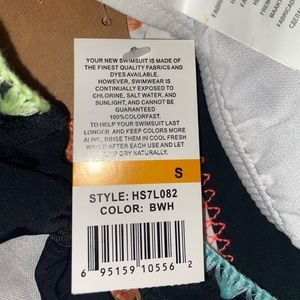 YOUR NEW SWIMSUIT IS MADE
OF THE FINEST QUALITY
FABRICS AND
DYES AVAILABLE.
HOWEVER, SWIMWEAR IS
CONTINUALLY EXPOSED TO
CHLORINE, SALT WATER, AND
SUNLIGHT, AND CANNOT BE
GUARANTEED
100%COLORFAST.
TO HELP YOUR SWIMSUIT LAST
LONGER AND KEEP COLORS MORE
ALIVE, RINSE THEM IN COOL FRESH
WATER AFTER EACH USE AND LET
DRY NATURALLY.
S
STYLE: HS7L082
COLOR: BWH
6 95159 10556 2